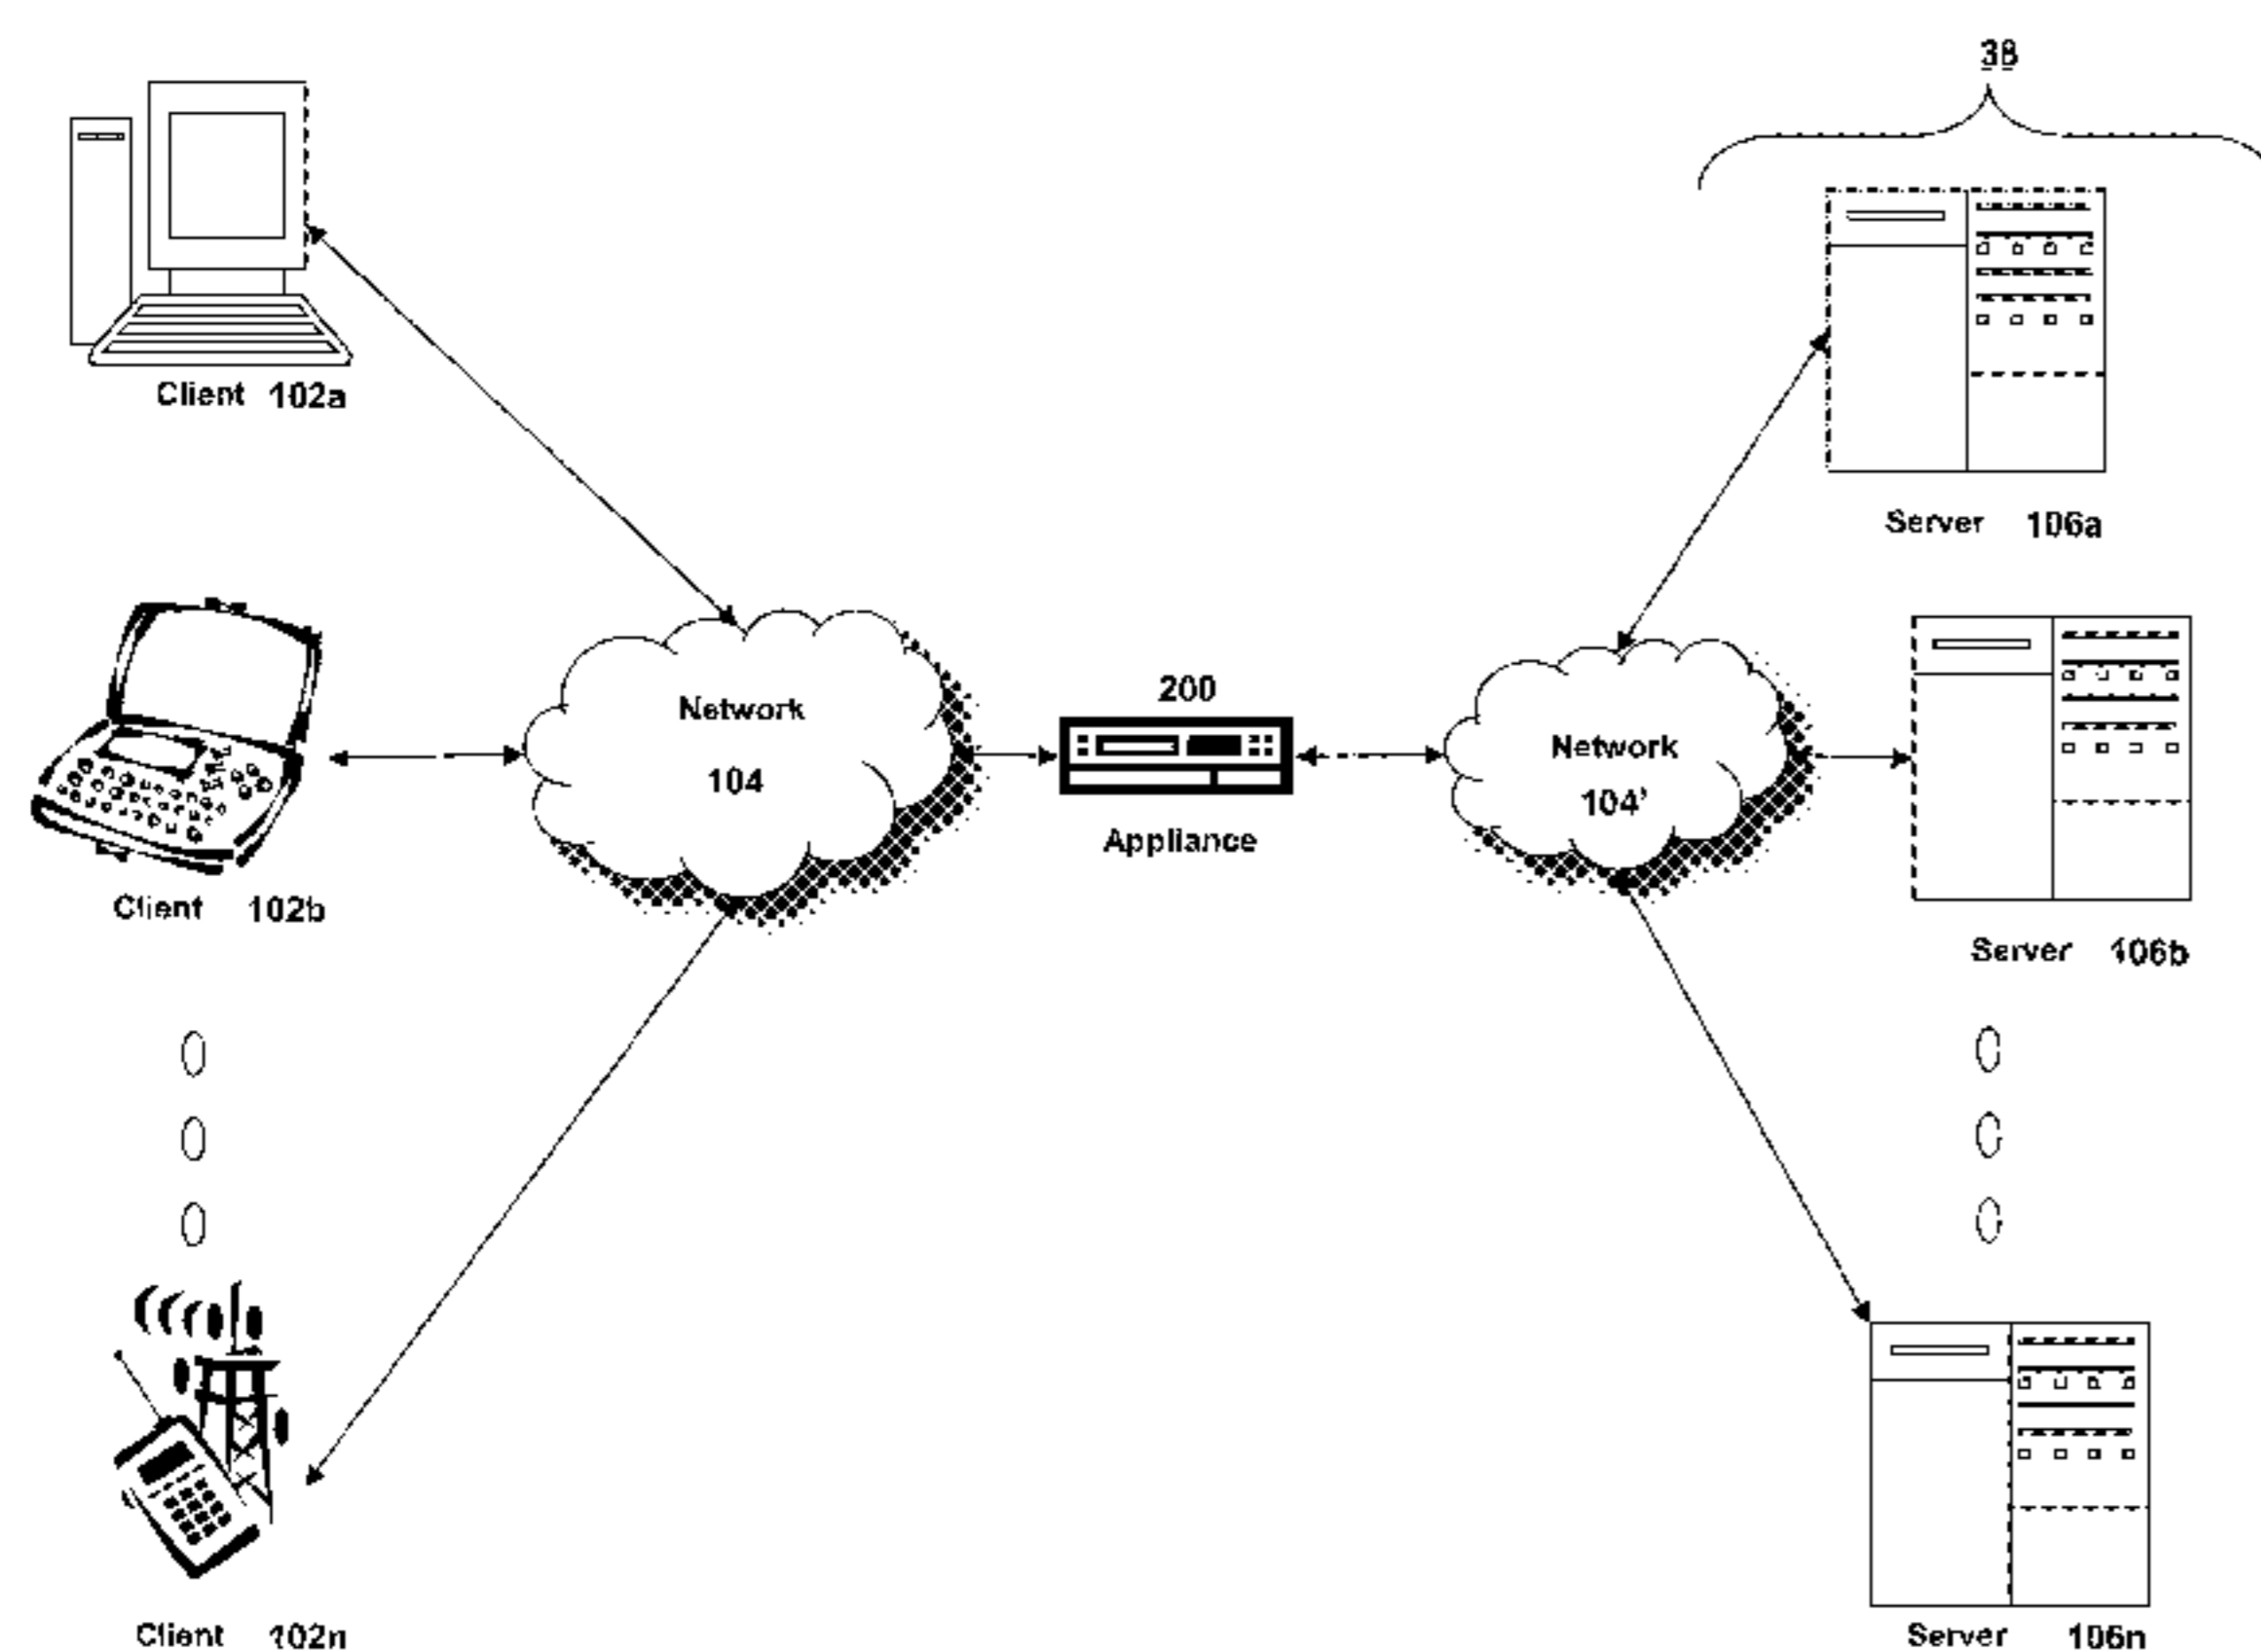 38
Client 102a
Server 106a
Network
104
200
Appliance
Network
104'
Client 102b
Server 106b
Client 102n
Server 106n